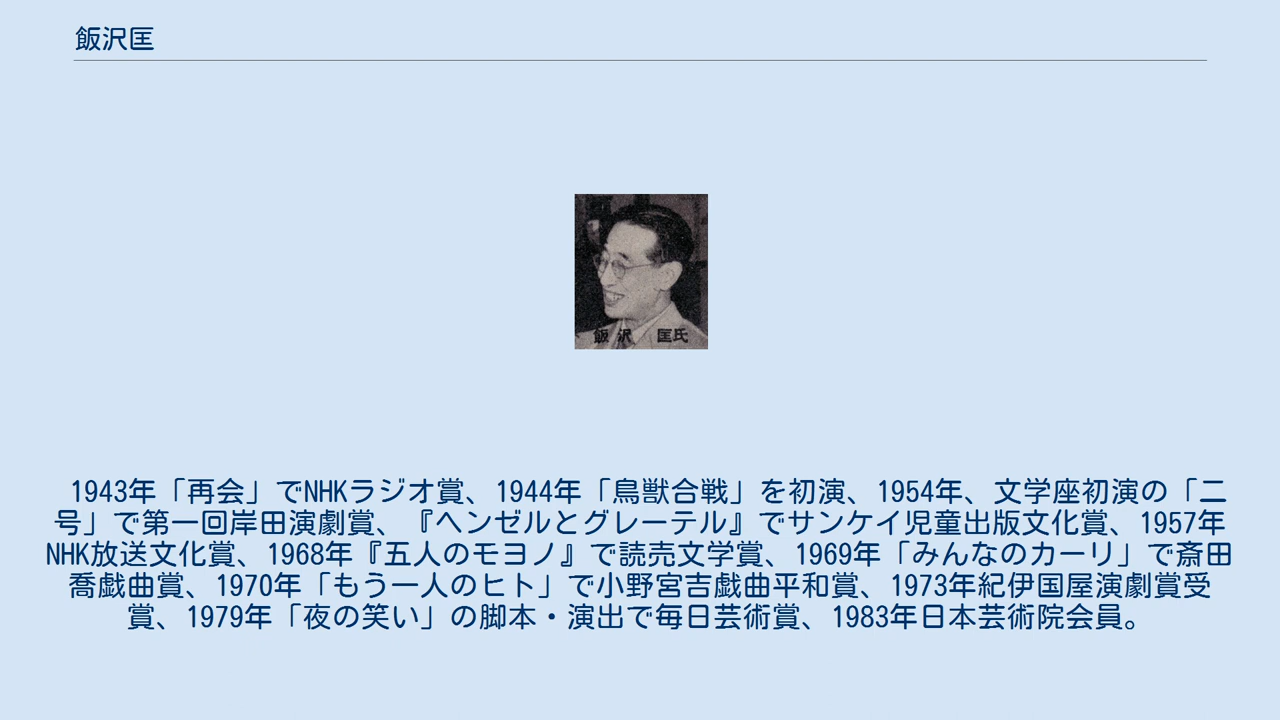 飯沢匡
飯沢 匡氏
1943年「再会」でNHKラジオ賞、1944年「鳥獣合戦」を初演、1954年、文学座初演の「二
号」で第一回岸田演劇賞、『ヘンゼルとグレーテル』でサンケイ児童出版文化賞、1957年
NHK放送文化賞、1968年『五人のモヨノ』で読売文学賞、1969年「みんなのカーリ」で斎田
喬戯曲賞、1970年「もう一人のヒト」で小野宮吉戯曲平和賞、1973年紀伊国屋演劇賞受
賞、1979年「夜の笑い」の脚本・演出で毎日芸術賞、1983年日本芸術院会員。